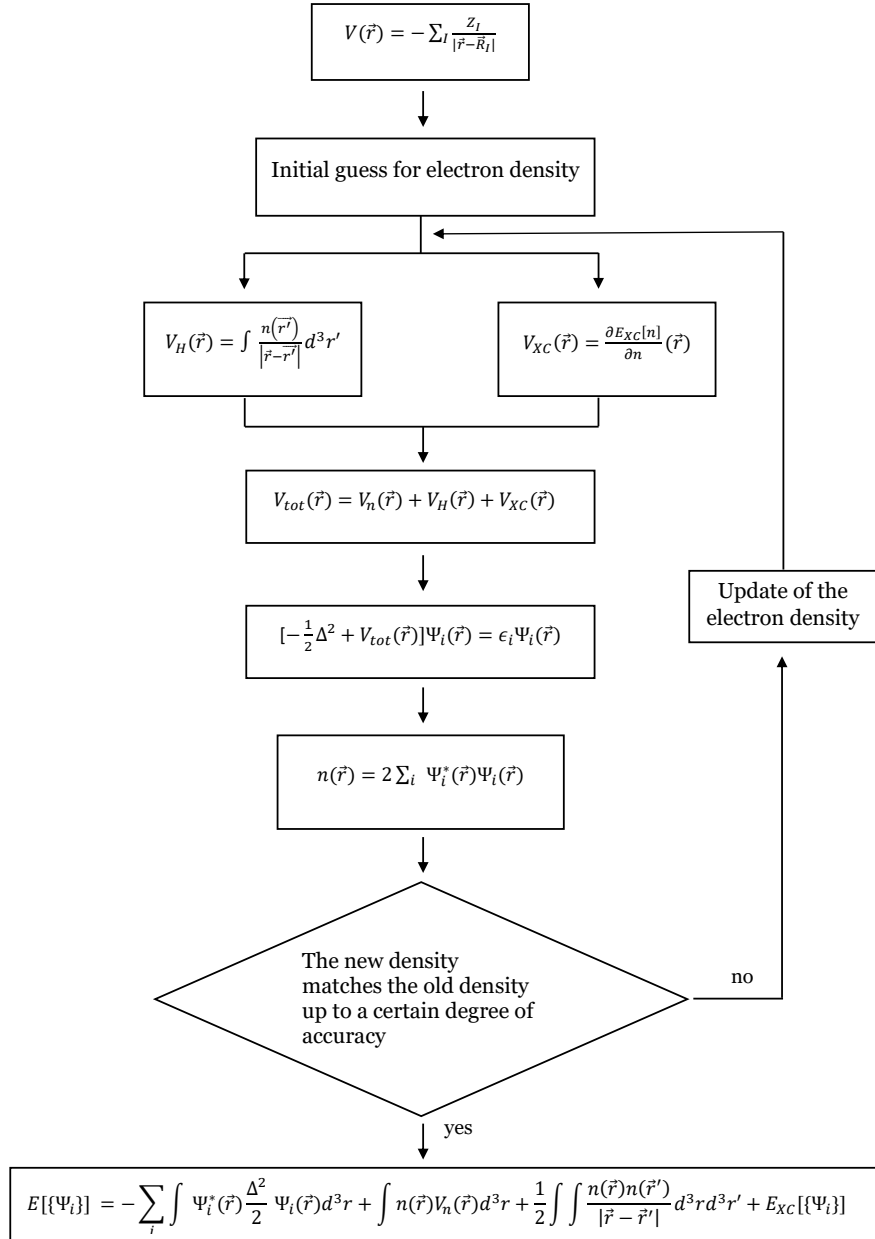 V(r⃗) = − ∑_I Z_I / |r⃗−R⃗_I|
Initial guess for electron density
V_H(r⃗) = ∫ n(r⃗′) / |r⃗−r⃗′| d³r′
V_XC(r⃗) = ∂E_XC[n] / ∂n (r⃗)
V_tot(r⃗) = V_n(r⃗) + V_H(r⃗) + V_XC(r⃗)
Update of the
electron density
[−½Δ² + V_tot(r⃗)]Ψ_i(r⃗) = ϵ_iΨ_i(r⃗)
n(r⃗) = 2 ∑_i Ψ_i*(r⃗)Ψ_i(r⃗)
The new density
matches the old density
up to a certain degree of
accuracy
no
yes
E[{Ψ_i}] = − ∑_i ∫ Ψ_i*(r⃗) Δ²/2 Ψ_i(r⃗)d³r + ∫ n(r⃗)V_n(r⃗)d³r + ½ ∫ ∫ n(r⃗)n(r⃗′) / |r⃗ − r⃗′| d³rd³r′ + E_XC[{Ψ_i}]